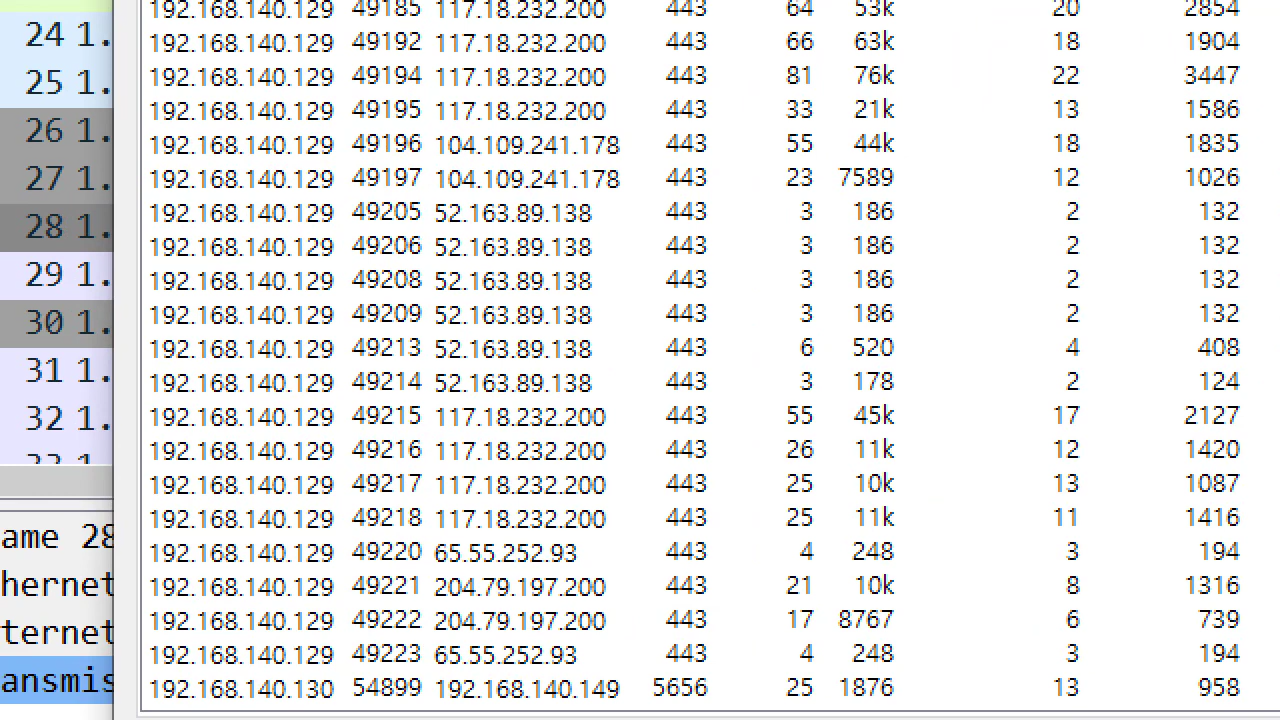 192.168.140.129 49185 117.18.232.200 443 64 53k 20 2854
24 1. 192.168.140.129 49192 117.18.232.200 443 66 63k 18 1904
25 1. 192.168.140.129 49194 117.18.232.200 443 81 76k 22 3447
192.168.140.129 49195 117.18.232.200 443 33 21k 13 1586
26 1. 192.168.140.129 49196 104.109.241.178 443 55 44k 18 1835
27 1. 192.168.140.129 49197 104.109.241.178 443 23 7589 12 1026
192.168.140.129 49205 52.163.89.138 443 3 186 2 132
28 1. 192.168.140.129 49206 52.163.89.138 443 3 186 2 132
29 1. 192.168.140.129 49208 52.163.89.138 443 3 186 2 132
30 1. 192.168.140.129 49209 52.163.89.138 443 3 186 2 132
192.168.140.129 49213 52.163.89.138 443 6 520 4 408
31 1. 192.168.140.129 49214 52.163.89.138 443 3 178 2 124
32 1. 192.168.140.129 49215 117.18.232.200 443 55 45k 17 2127
192.168.140.129 49216 117.18.232.200 443 26 11k 12 1420
192.168.140.129 49217 117.18.232.200 443 25 10k 13 1087
192.168.140.129 49218 117.18.232.200 443 25 11k 11 1416
ame 28 192.168.140.129 49220 65.55.252.93 443 4 248 3 194
hernet 192.168.140.129 49221 204.79.197.200 443 21 10k 8 1316
ternet 192.168.140.129 49222 204.79.197.200 443 17 8767 6 739
192.168.140.129 49223 65.55.252.93 443 4 248 3 194
ansmis 192.168.140.130 54899 192.168.140.149 5656 25 1876 13 958